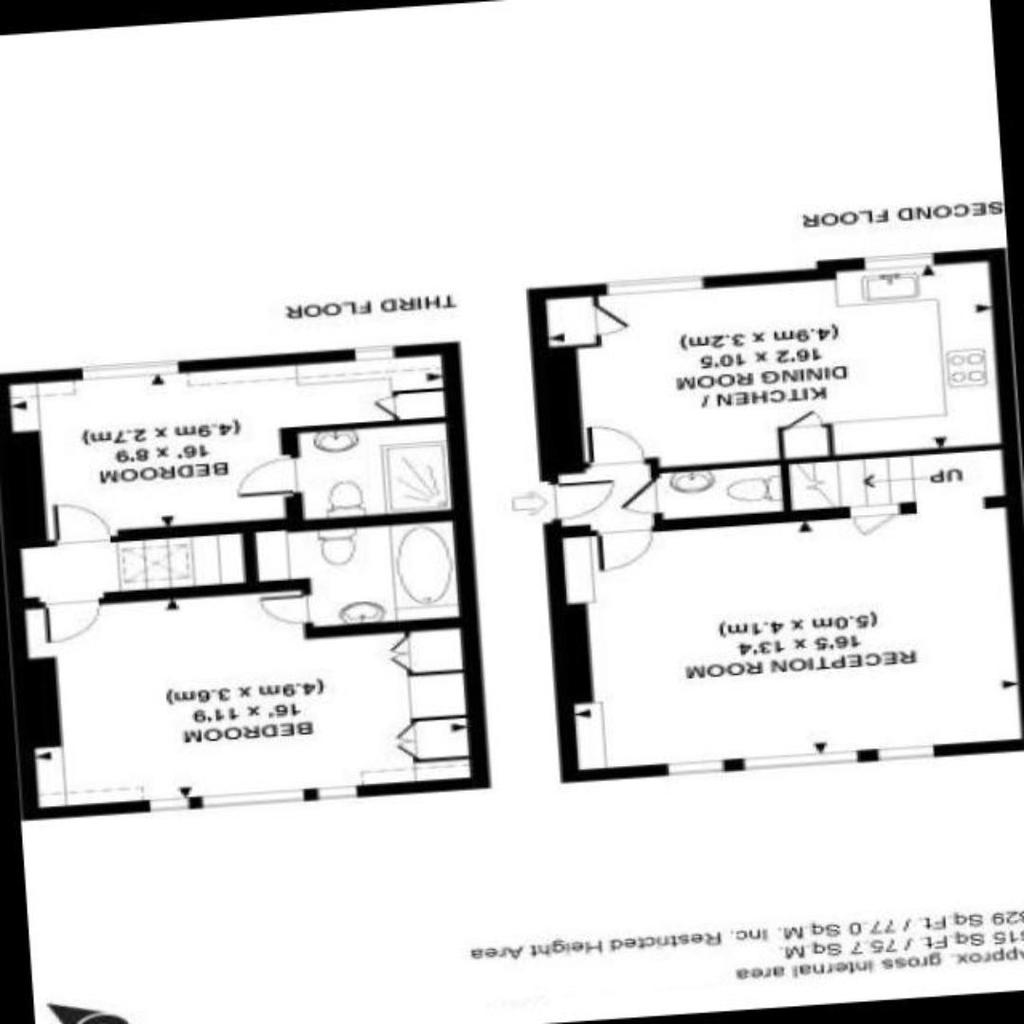 Approx. gross internal area
815 Sq.Ft. / 75.7 Sq.M.
829 Sq.Ft. / 77.0 Sq.M. Inc. Restricted Height Area
RECEPTION ROOM
16'5 x 13'4
(5.0m x 4.1m)
UP
KITCHEN /
DINING ROOM
16'2 x 10'5
(4.9m x 3.2m)
SECOND FLOOR
BEDROOM
16' x 11'9
(4.9m x 3.6m)
BEDROOM
16' x 8'9
(4.9m x 2.7m)
THIRD FLOOR